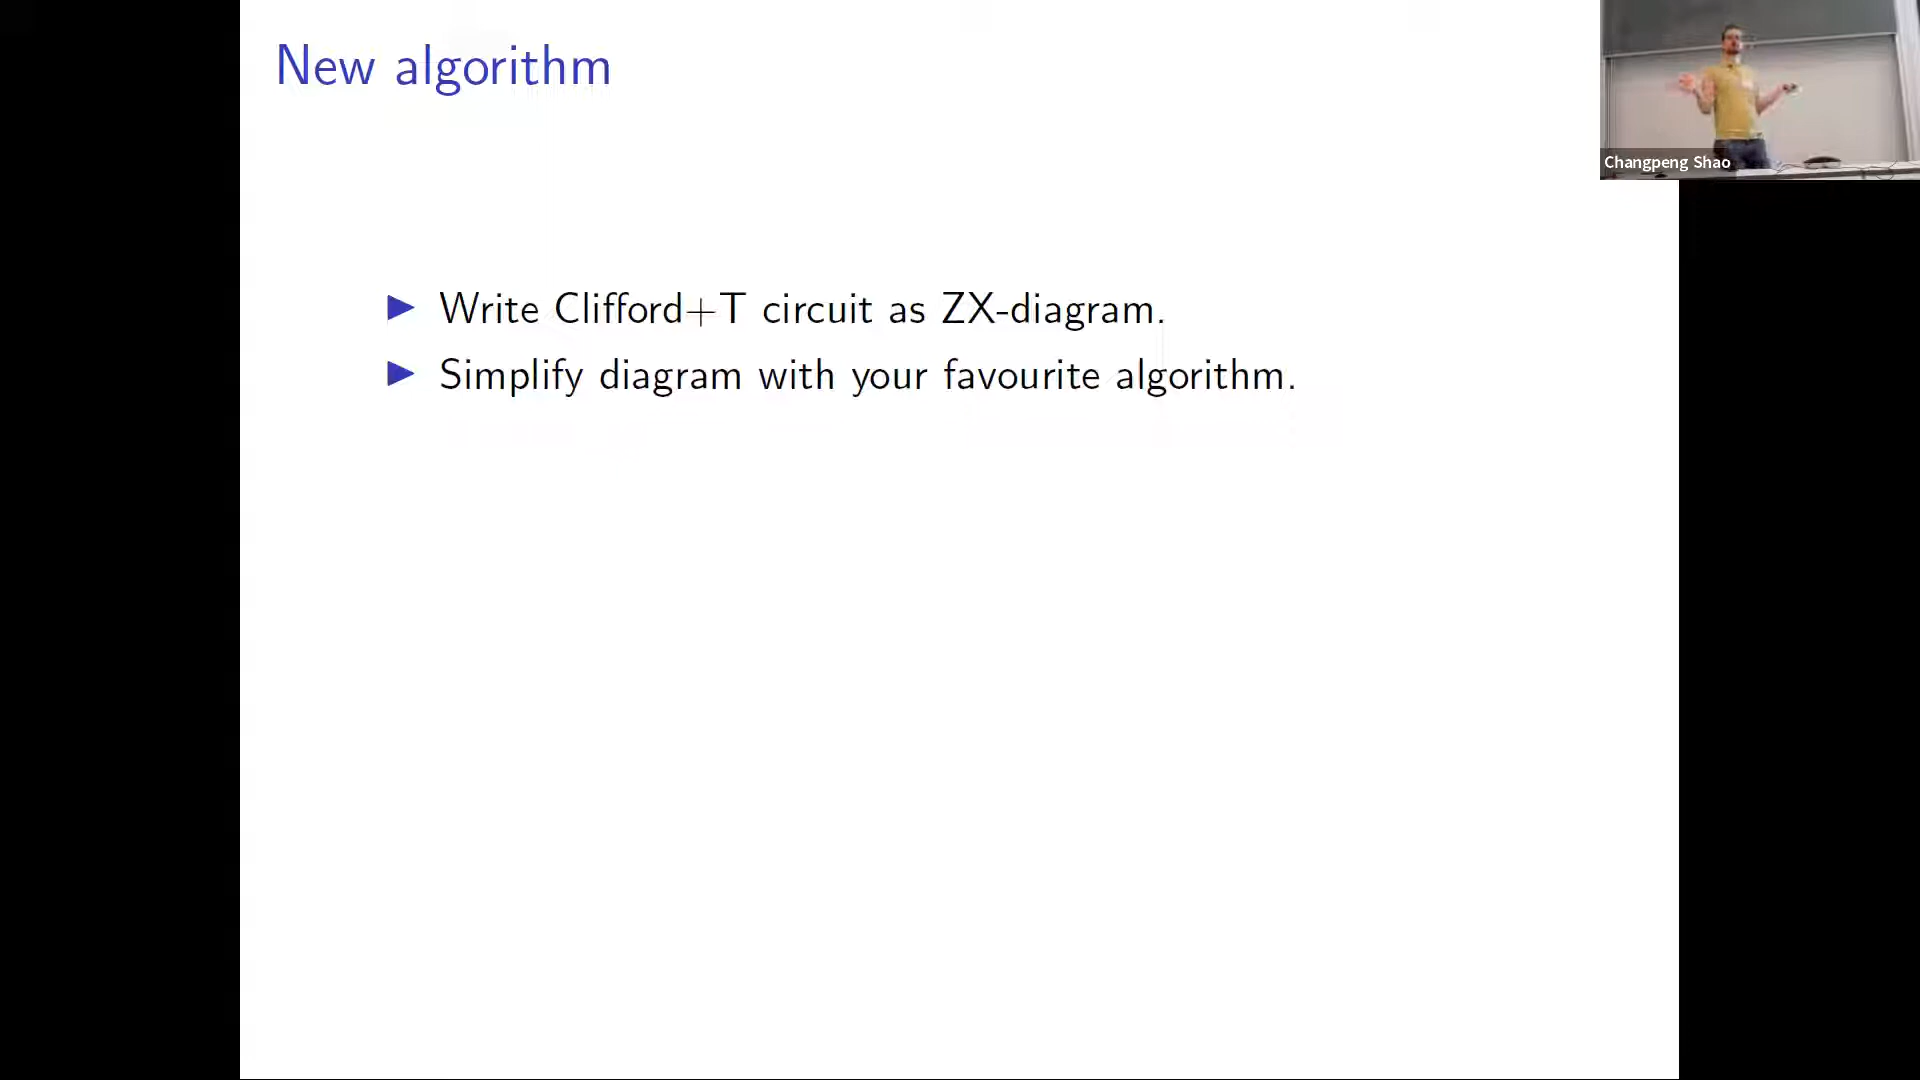 New algorithm
Changpeng Shao
▶ Write Clifford+T circuit as ZX-diagram.
▶ Simplify diagram with your favourite algorithm.